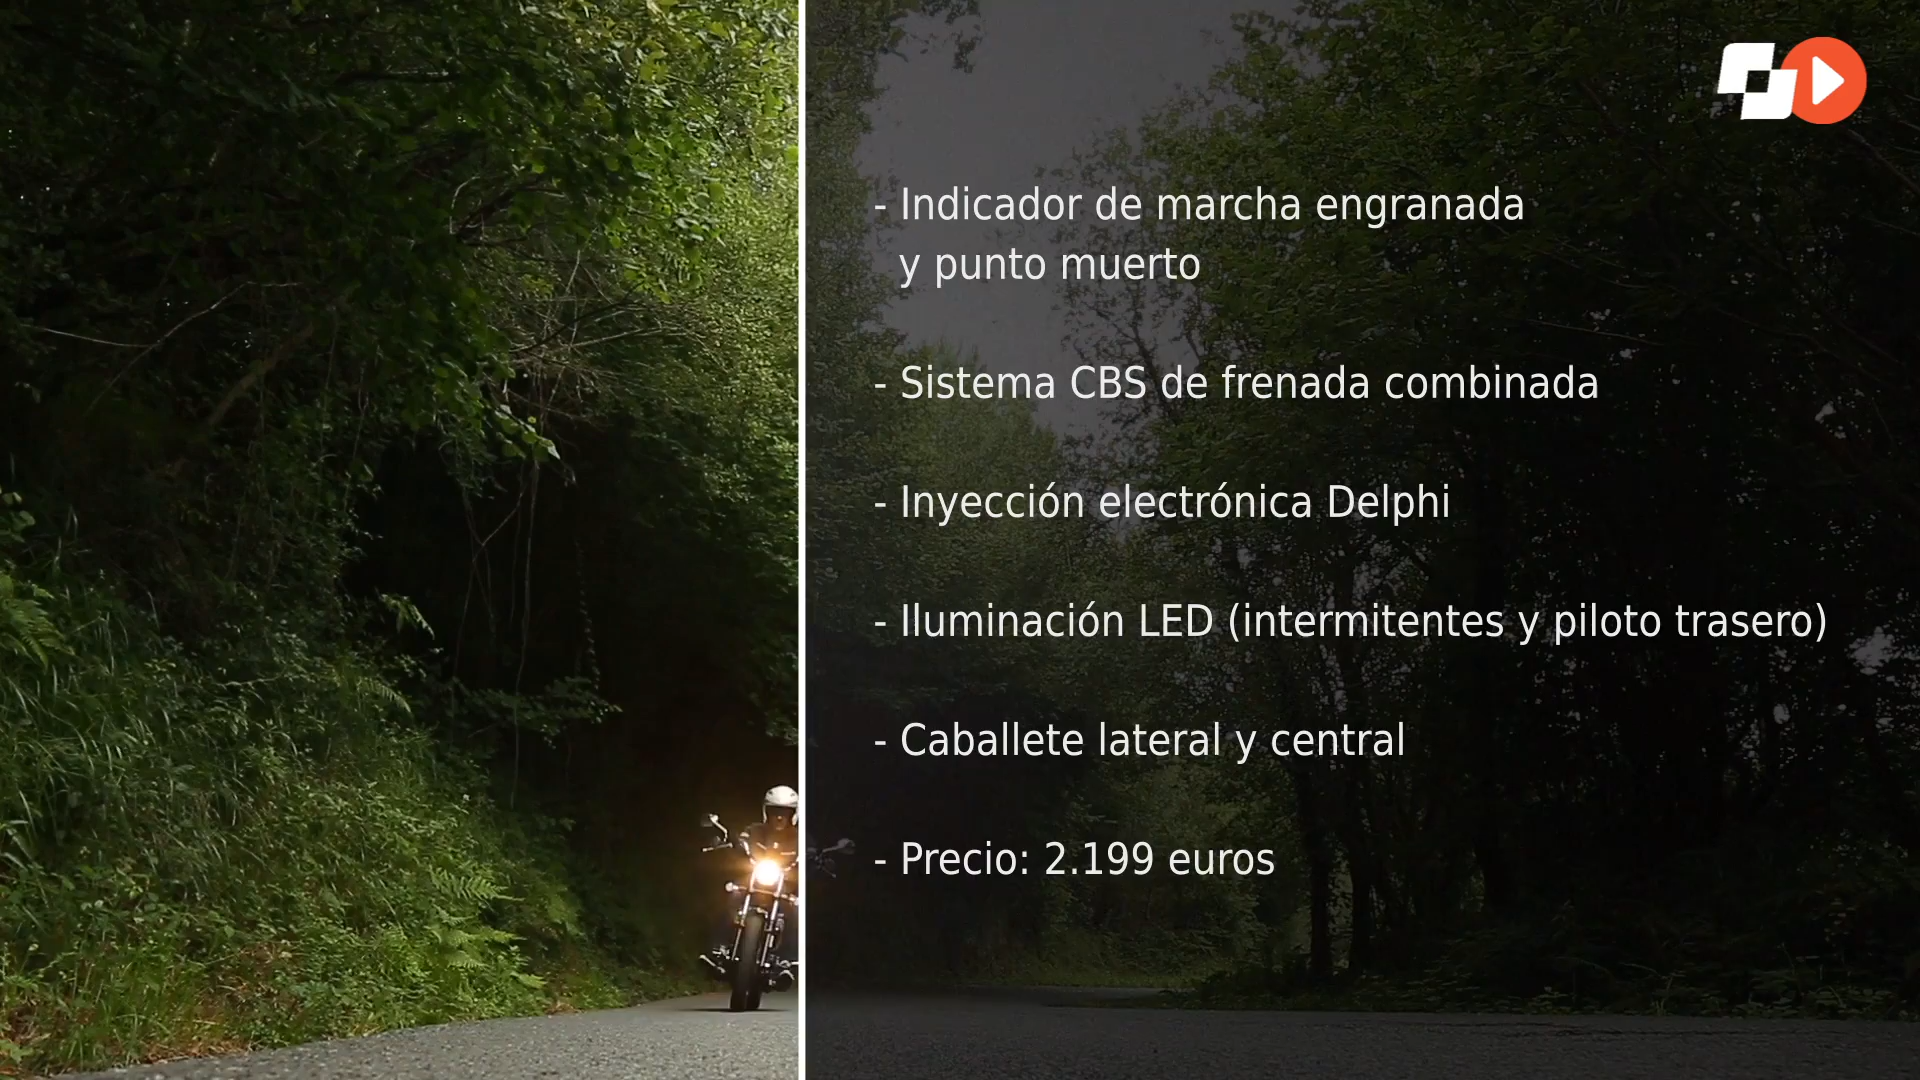 - Indicador de marcha engranada
y punto muerto
- Sistema CBS de frenada combinada
- Inyección electrónica Delphi
- Iluminación LED (intermitentes y piloto trasero)
- Caballete lateral y central
- Precio: 2.199 euros